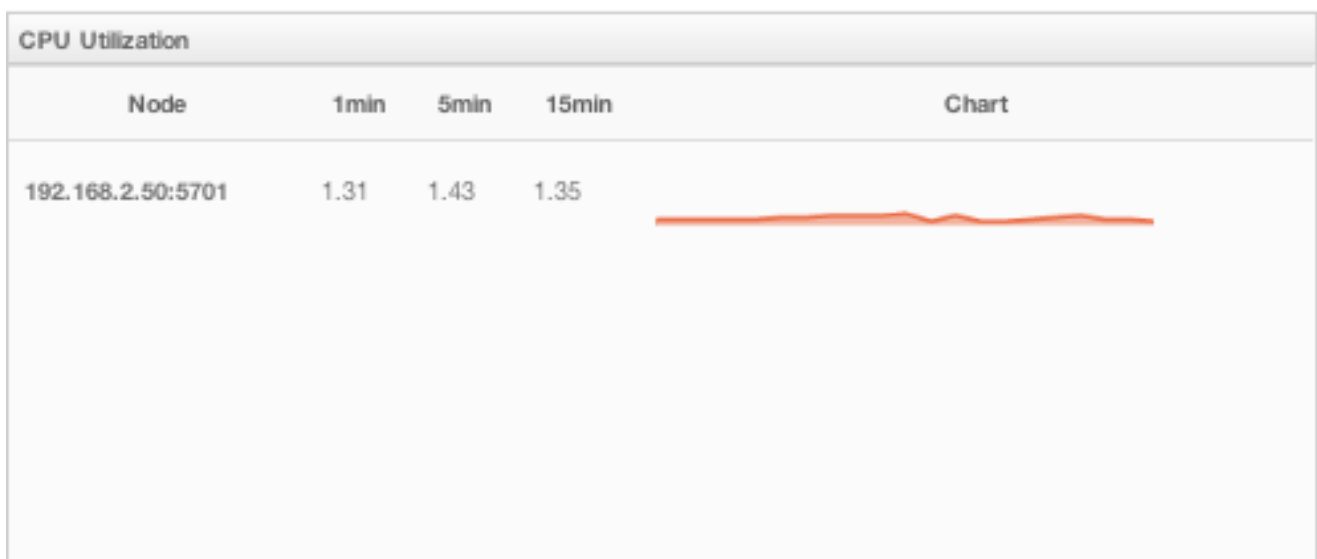 CPU Utilization
Node 1min 5min 15min Chart
192.168.2.50:5701 1.31 1.43 1.35